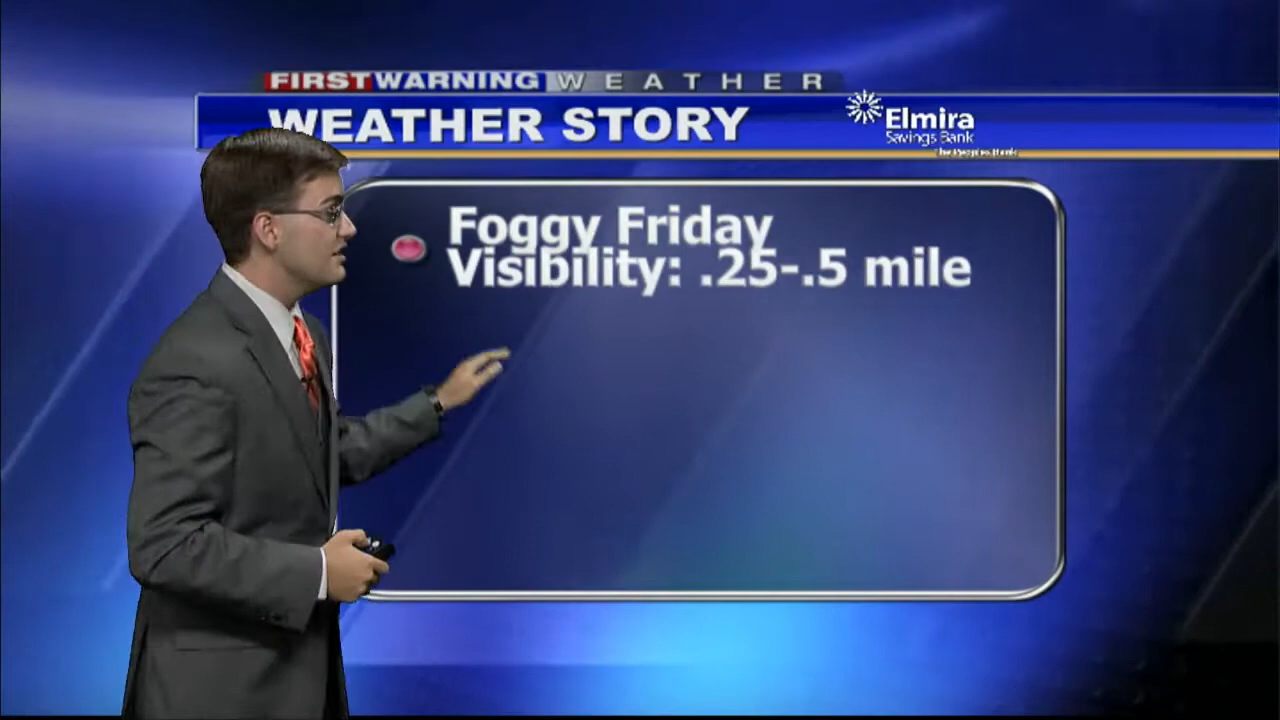 FIRST WARNING WEATHER
WEATHER STORY
Elmira
Savings Bank
Foggy Friday
Visibility: .25-.5 mile